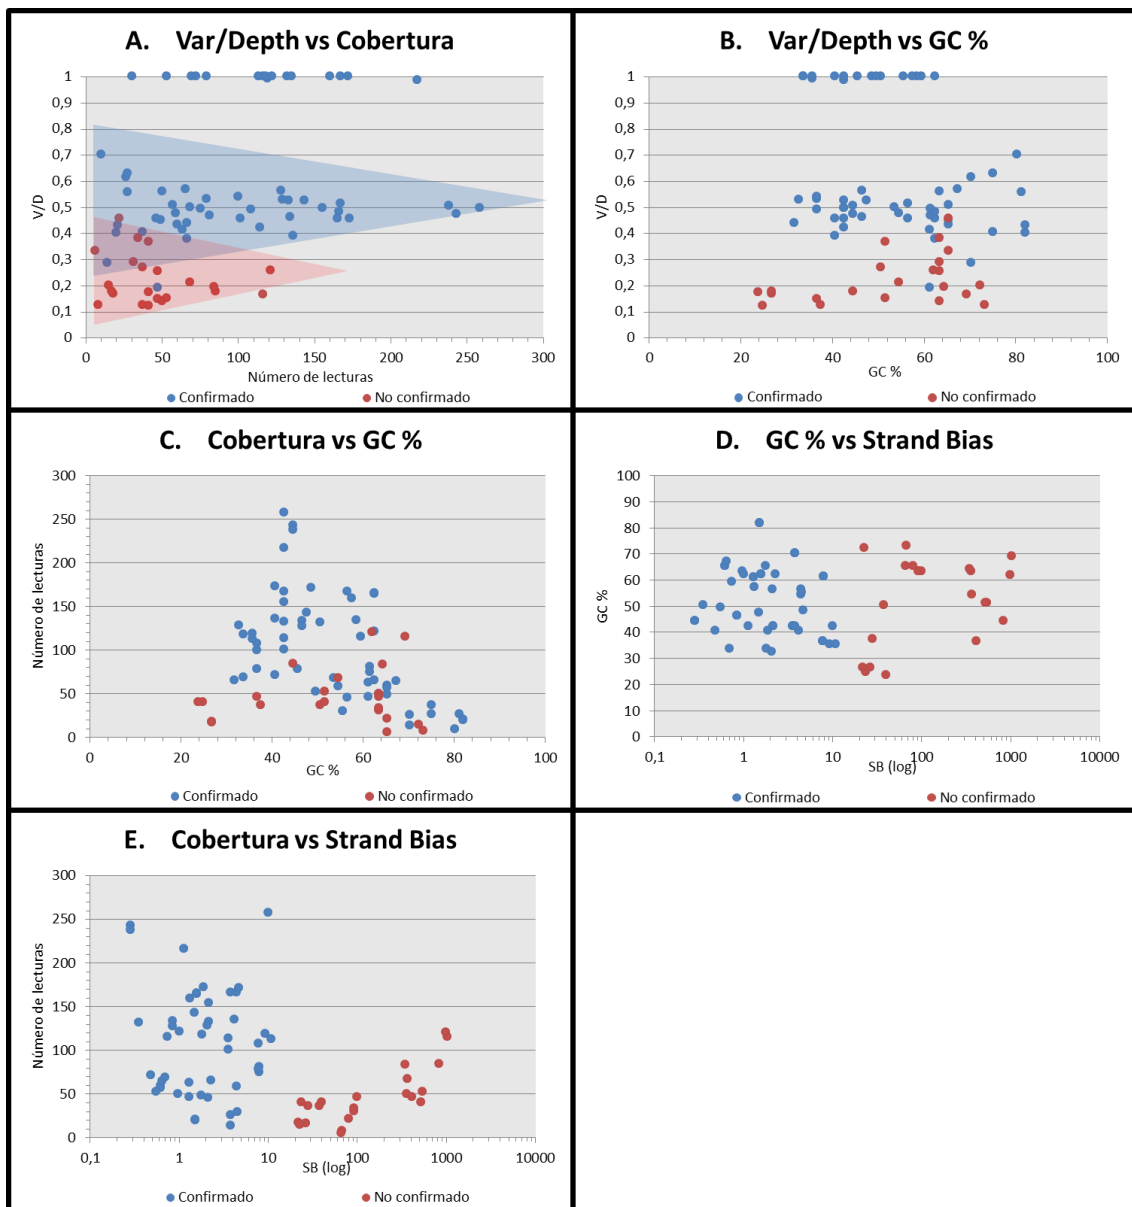 A. Var/Depth vs Cobertura
V/D
1
0,9
0,8
0,7
0,6
0,5
0,4
0,3
0,2
0,1
0
0 50 100 150 200 250 300
Número de lecturas
Confirmado No confirmado
B. Var/Depth vs GC %
V/D
1
0,9
0,8
0,7
0,6
0,5
0,4
0,3
0,2
0,1
0
0 20 40 60 80 100
GC %
Confirmado No confirmado
C. Cobertura vs GC %
Número de lecturas
300
250
200
150
100
50
0
0 20 40 60 80 100
GC %
Confirmado No confirmado
D. GC % vs Strand Bias
GC %
100
90
80
70
60
50
40
30
20
10
0
0,1 1 10 100 1000 10000
SB (log)
Confirmado No confirmado
E. Cobertura vs Strand Bias
Número de lecturas
300
250
200
150
100
50
0
0,1 1 10 100 1000 10000
SB (log)
Confirmado No confirmado